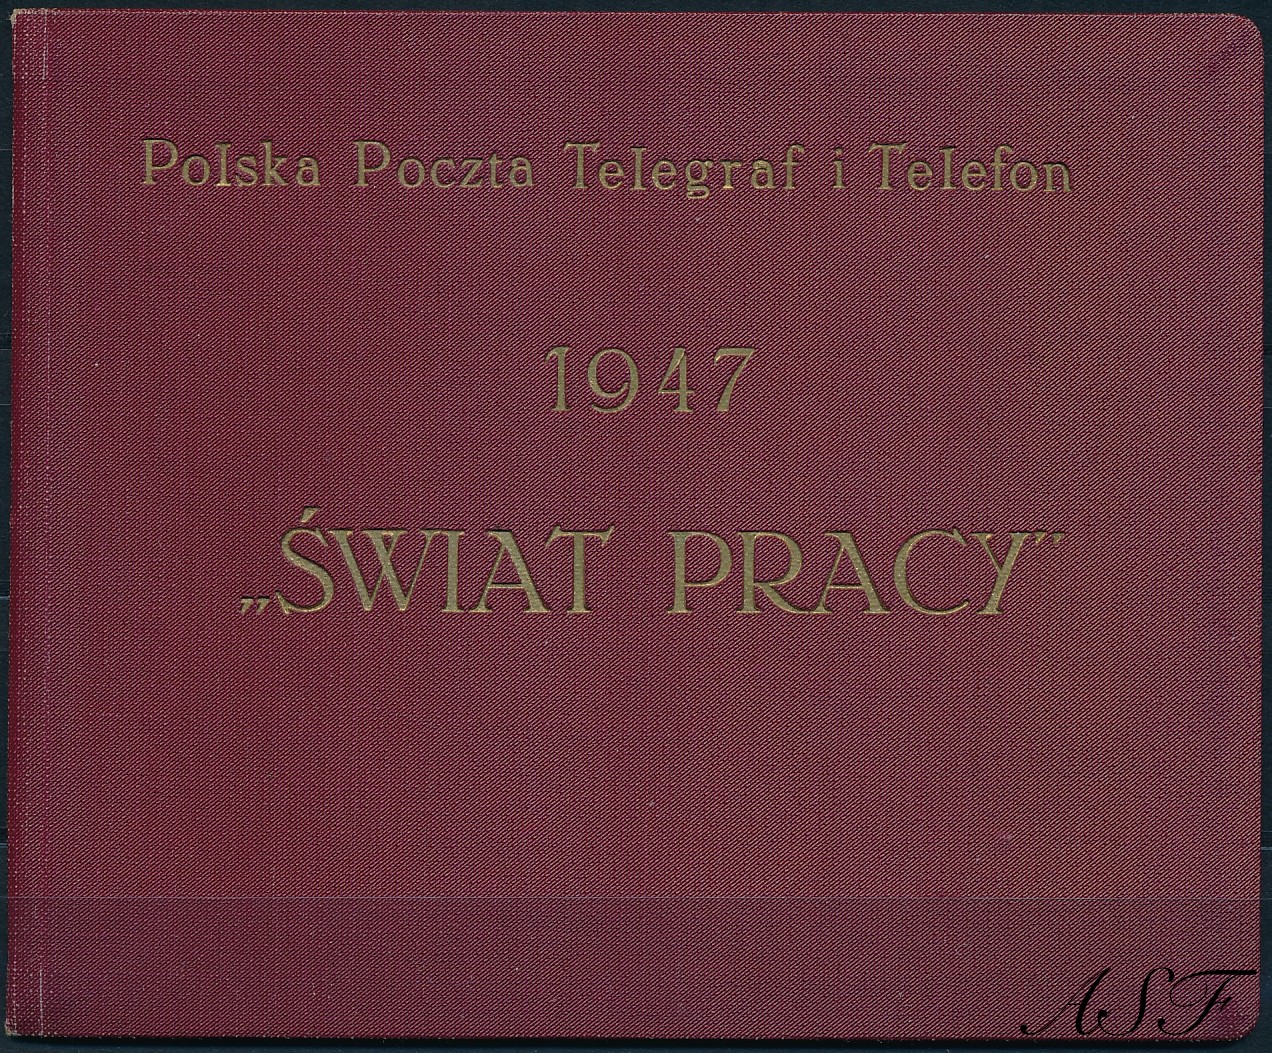 Polska Poczta Telegraf i Telefon
1947
„ŚWIAT PRACY”
ASF